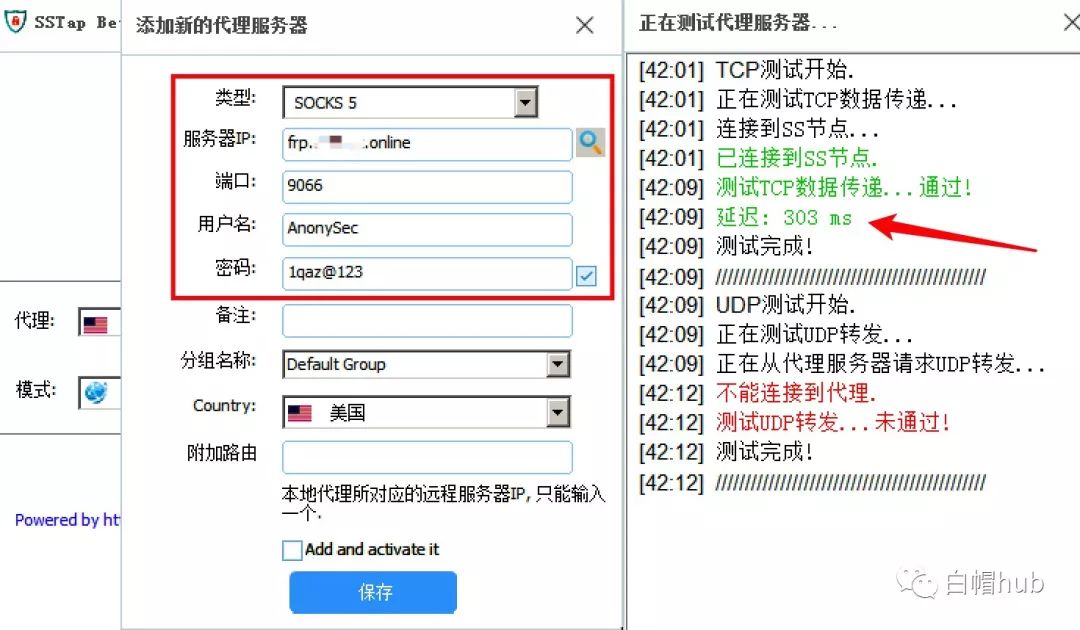 SSTap Be
添加新的代理服务器
类型:
SOCKS 5
服务器IP:
frp. .online
端口:
9066
用户名:
AnonySec
密码:
1qaz@123
备注:
分组名称:
Default Group
Country:
美国
附加路由
本地代理所对应的远程服务器IP,只能输入
一个.
Add and activate it
保存
代理:
模式:
Powered by ht
正在测试代理服务器...
[42:01] TCP测试开始.
[42:01] 正在测试TCP数据传递...
[42:01] 连接到SS节点...
[42:01] 已连接到SS节点.
[42:09] 测试TCP数据传递...通过!
[42:09] 延迟: 303 ms
[42:09] 测试完成!
[42:09] ////////////////////////////////////////////////
[42:09] UDP测试开始.
[42:09] 正在测试UDP转发...
[42:09] 正在从代理服务器请求UDP转发...
[42:12] 不能连接到代理.
[42:12] 测试UDP转发...未通过!
[42:12] 测试完成!
[42:12] ////////////////////////////////////////////////
白帽hub